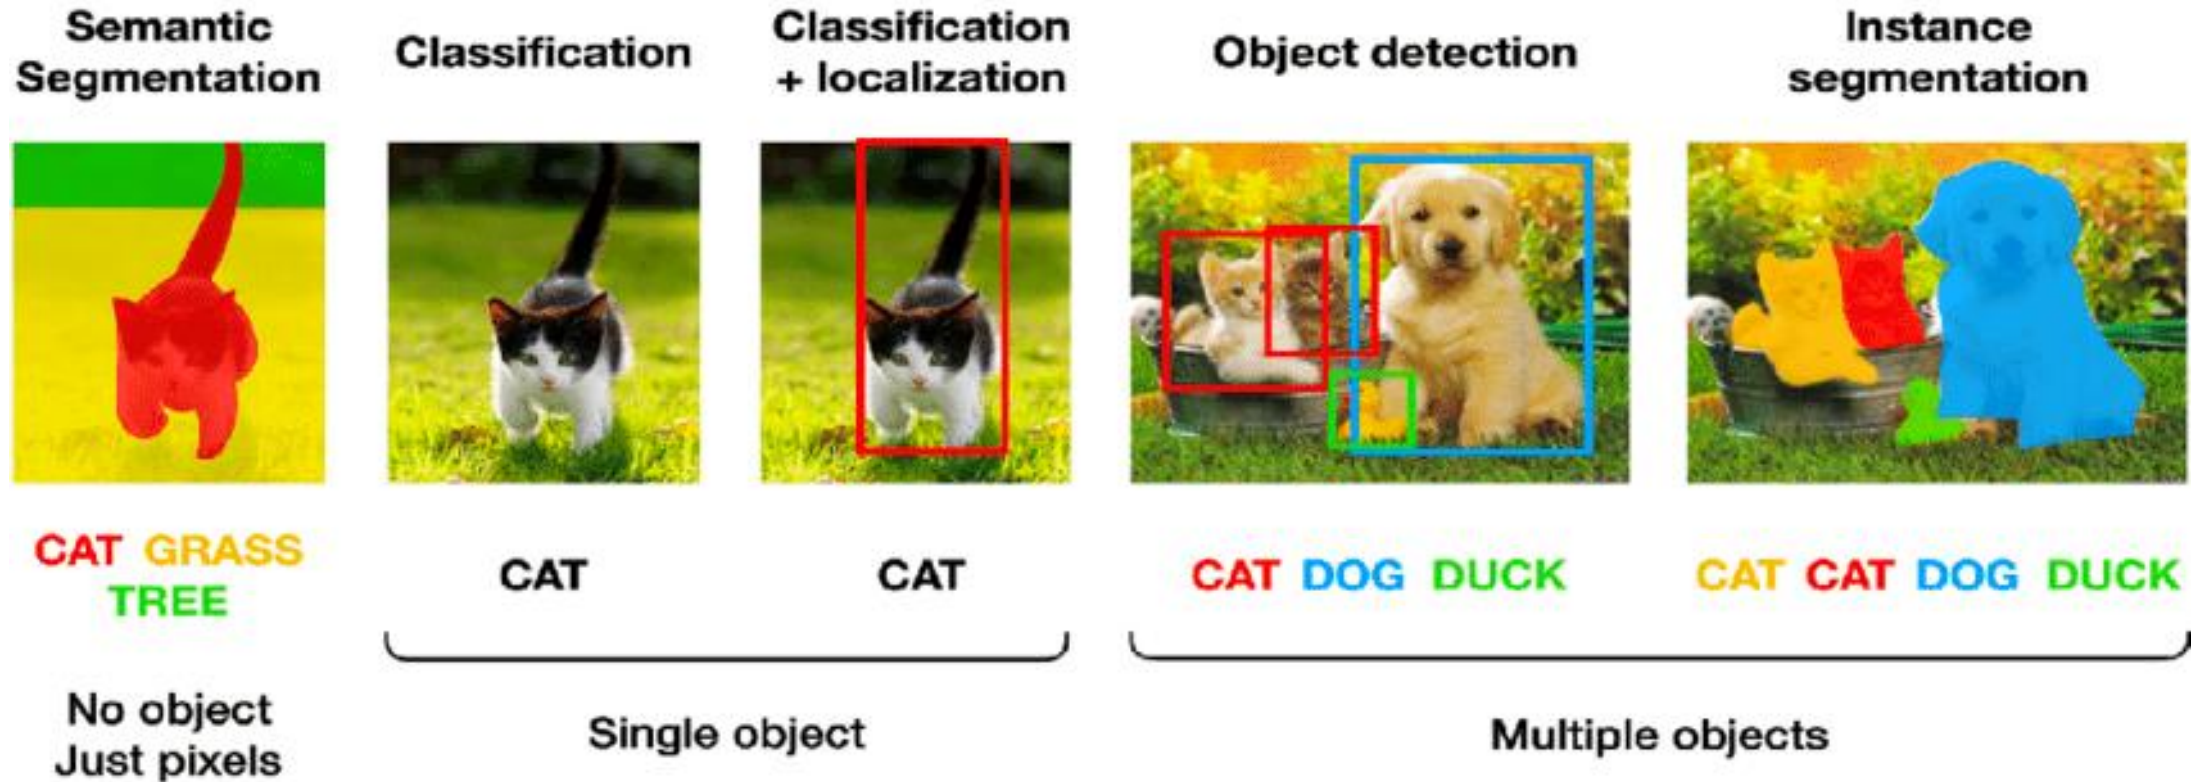 Semantic
Segmentation
Classification
Classification
+ localization
Object detection
Instance
segmentation
CAT GRASS
TREE
CAT
CAT
CAT DOG DUCK
CAT CAT DOG DUCK
No object
Just pixels
Single object
Multiple objects